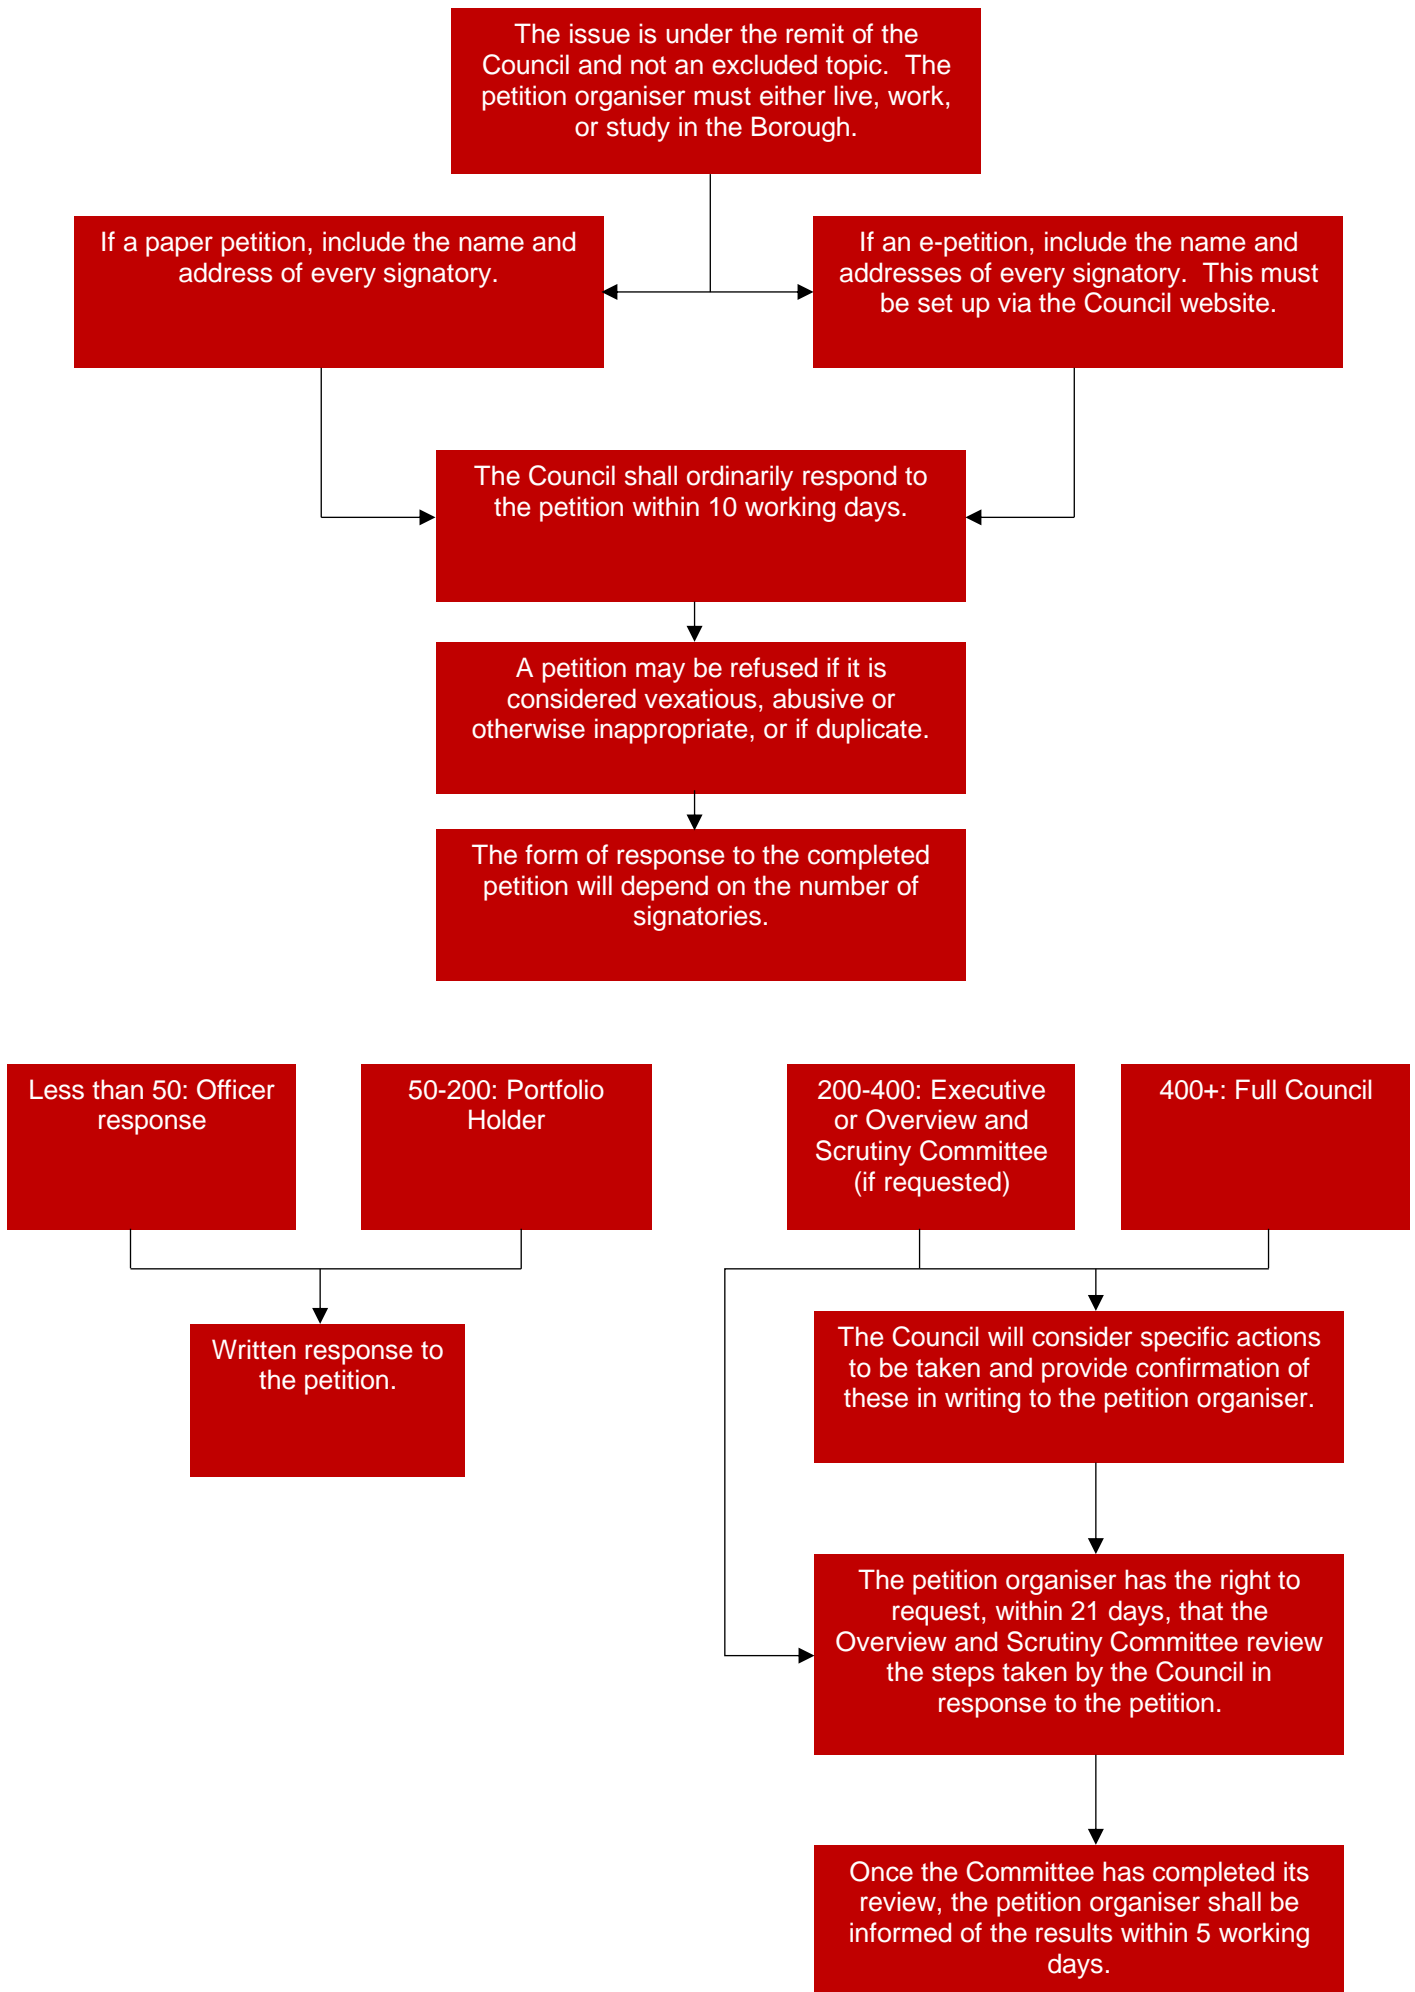 The issue is under the remit of the
Council and not an excluded topic.  The
petition organiser must either live, work,
or study in the Borough.
If a paper petition, include the name and
address of every signatory.
If an e-petition, include the name and
addresses of every signatory.  This must
be set up via the Council website.
The Council shall ordinarily respond to
the petition within 10 working days.
A petition may be refused if it is
considered vexatious, abusive or
otherwise inappropriate, or if duplicate.
The form of response to the completed
petition will depend on the number of
signatories.
Less than 50: Officer
response
50-200: Portfolio
Holder
200-400: Executive
or Overview and
Scrutiny Committee
(if requested)
400+: Full Council
Written response to
the petition.
The Council will consider specific actions
to be taken and provide confirmation of
these in writing to the petition organiser.
The petition organiser has the right to
request, within 21 days, that the
Overview and Scrutiny Committee review
the steps taken by the Council in
response to the petition.
Once the Committee has completed its
review, the petition organiser shall be
informed of the results within 5 working
days.